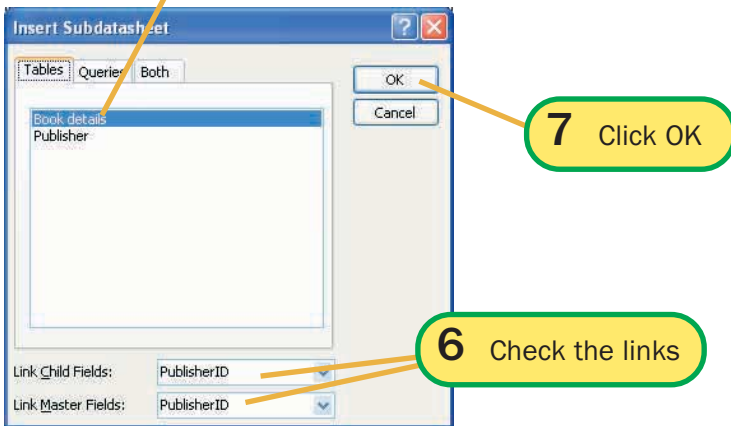 Insert Subdatasheet
Tables Queries Both
OK
Cancel
Book details
Publisher
7 Click OK
6 Check the links
Link Child Fields: PublisherID
Link Master Fields: PublisherID